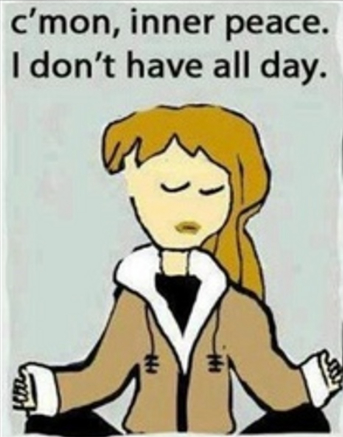 c'mon, inner peace.
I don't have all day.